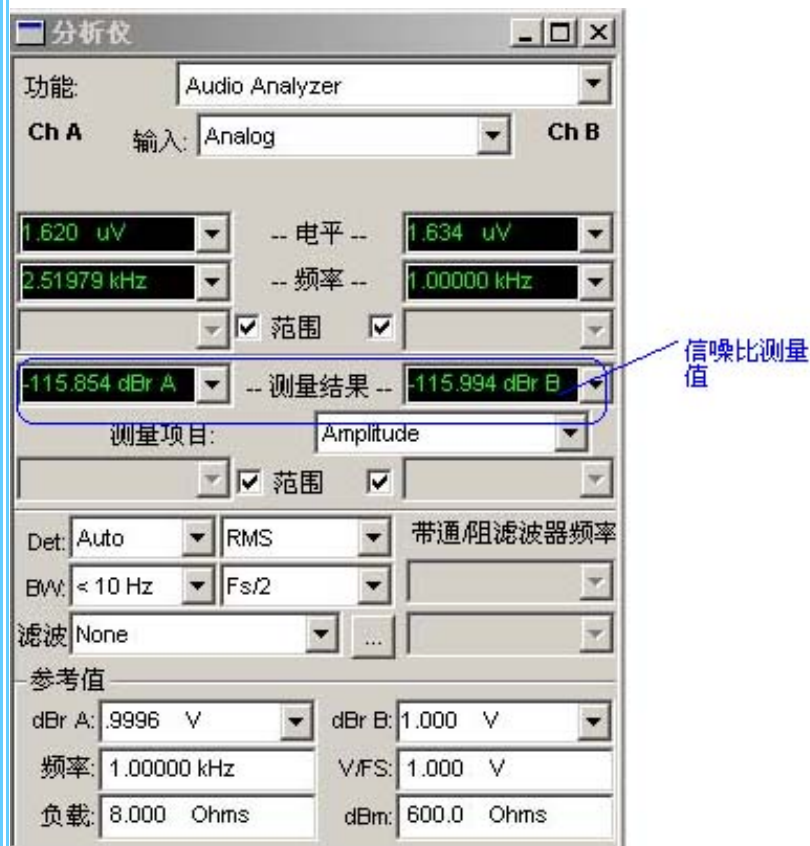 分析仪
功能: Audio Analyzer
Ch A 输入: Analog Ch B
1.620 uV -- 电平 -- 1.634 uV
2.51979 kHz -- 频率 -- 1.00000 kHz
范围
-115.854 dBr A -- 测量结果 -- -115.994 dBr B
信噪比测量
值
测量项目: Amplitude
范围
Det: Auto RMS 带通/阻滤波器频率
BW: < 10 Hz Fs/2
滤波 None ...
参考值
dBr A: .9996 V dBr B: 1.000 V
频率: 1.00000 kHz V/FS: 1.000 V
负载: 8.000 Ohms dBm: 600.0 Ohms